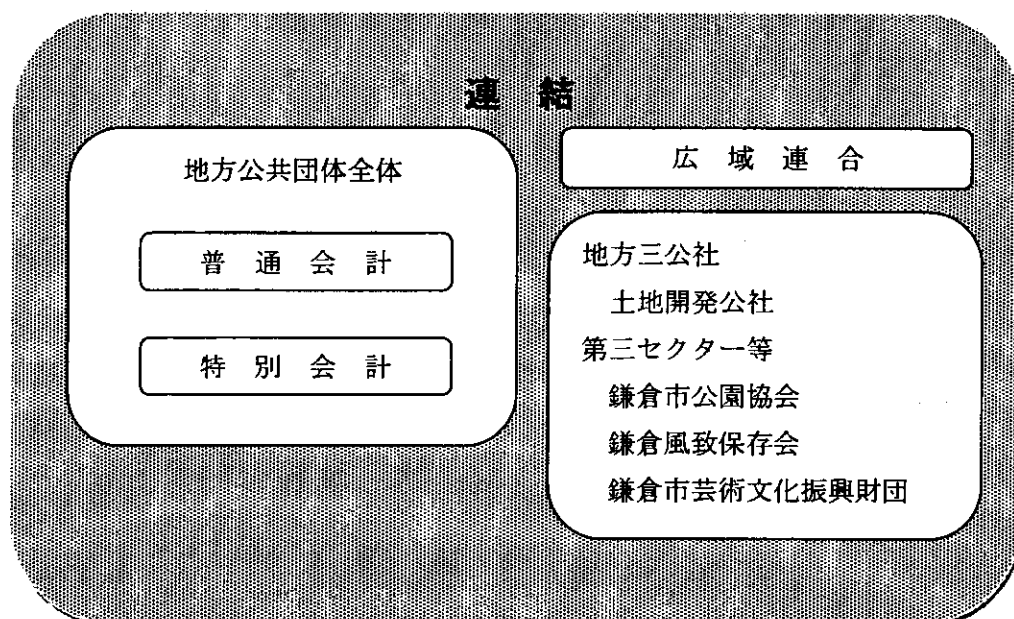 連結
地方公共団体全体
普通会計
特別会計
広域連合
地方三公社
土地開発公社
第三セクター等
鎌倉市公園協会
鎌倉風致保存会
鎌倉市芸術文化振興財団